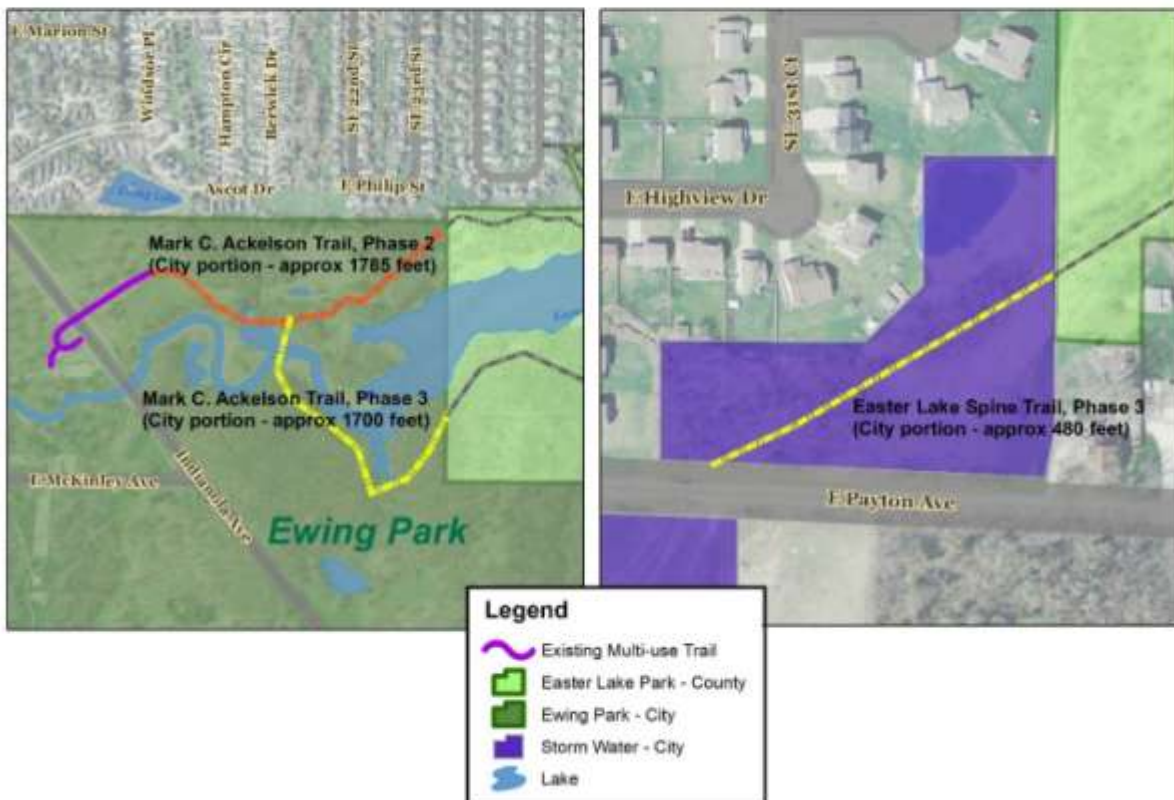 E Marion St
Windsor Pl
Hampton Cir
Berwick Dr
SE 22nd St
SE 23rd St
Ascot Dr
E Philip St
Mark C. Ackelson Trail, Phase 2
(City portion - approx 1765 feet)
Mark C. Ackelson Trail, Phase 3
(City portion - approx 1700 feet)
E McKinley Ave
Indianola Ave
Ewing Park
SE 31st Ct
E Highview Dr
Easter Lake Spine Trail, Phase 3
(City portion - approx 480 feet)
E Payton Ave
Legend
Existing Multi-use Trail
Easter Lake Park - County
Ewing Park - City
Storm Water - City
Lake